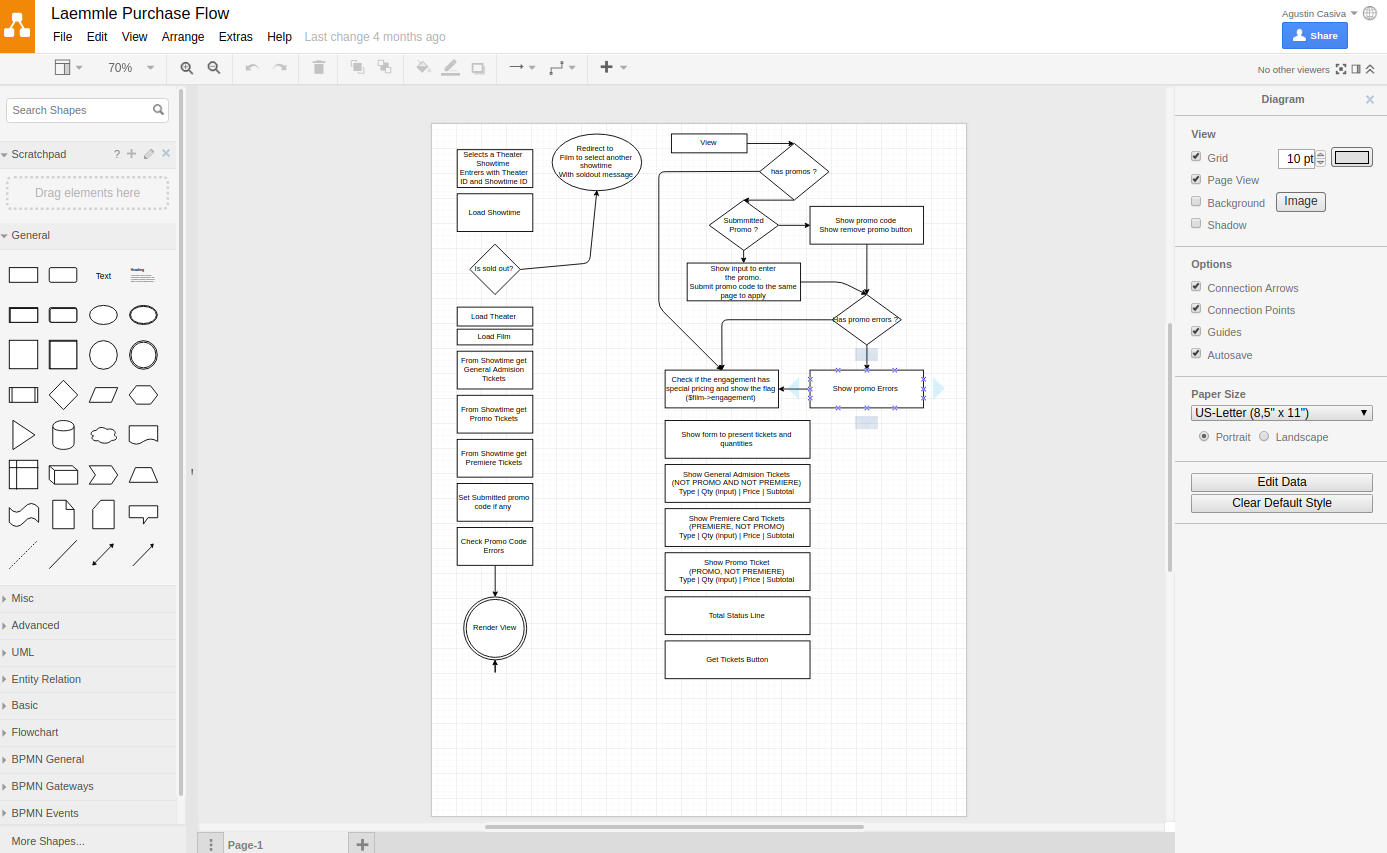 Laemmle Purchase Flow
Agustin Casiva
File Edit View Arrange Extras Help Last change 4 months ago
Share
70%
No other viewers
Search Shapes
Scratchpad
?
Drag elements here
General
Text
Heading
Misc
Advanced
UML
Entity Relation
Basic
Flowchart
BPMN General
BPMN Gateways
BPMN Events
More Shapes...
Selects a Theater
Showtime
Entrers with Theater
ID and Showtime ID
Load Showtime
Is sold out?
Load Theater
Load Film
From Showtime get
General Admision
Tickets
From Showtime get
Promo Tickets
From Showtime get
Premiere Tickets
Set Submitted promo
code if any
Check Promo Code
Errors
Render View
Redirect to
Film to select another
showtime
With soldout message
View
has promos ?
Submmitted
Promo ?
Show promo code
Show remove promo button
Show input to enter
the promo.
Submit promo code to the same
page to apply
Has promo errors ?
Check if the engagement has
special pricing and show the flag
($film->engagement)
Show promo Errors
Show form to present tickets and
quantities
Show General Admision Tickets
(NOT PROMO AND NOT PREMIERE)
Type | Qty (input) | Price | Subtotal
Show Premiere Card Tickets
(PREMIERE, NOT PROMO)
Type | Qty (input) | Price | Subtotal
Show Promo Ticket
(PROMO, NOT PREMIERE)
Type | Qty (input) | Price | Subtotal
Total Status Line
Get Tickets Button
Page-1
Diagram
View
Grid 10 pt
Page View
Background Image
Shadow
Options
Connection Arrows
Connection Points
Guides
Autosave
Paper Size
US-Letter (8,5" x 11")
Portrait Landscape
Edit Data
Clear Default Style